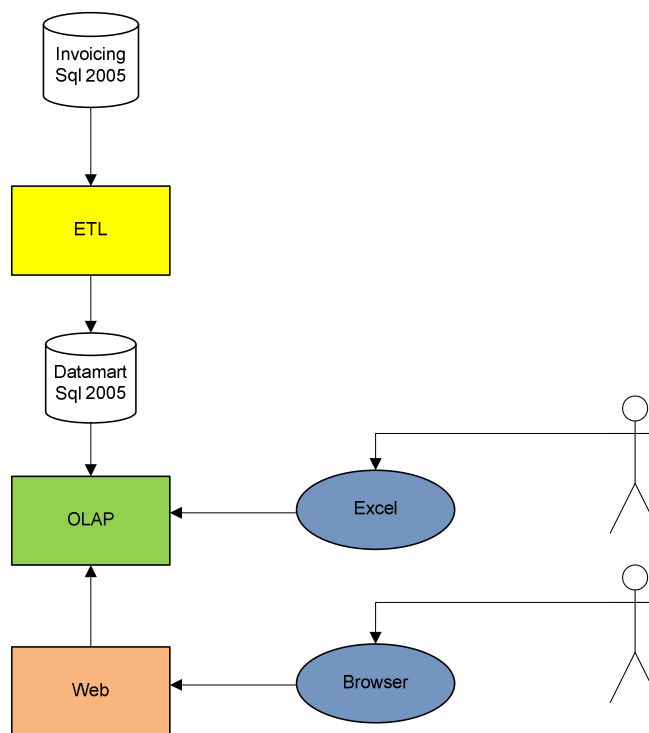 Invoicing
Sql 2005
ETL
Datamart
Sql 2005
OLAP
Excel
Web
Browser